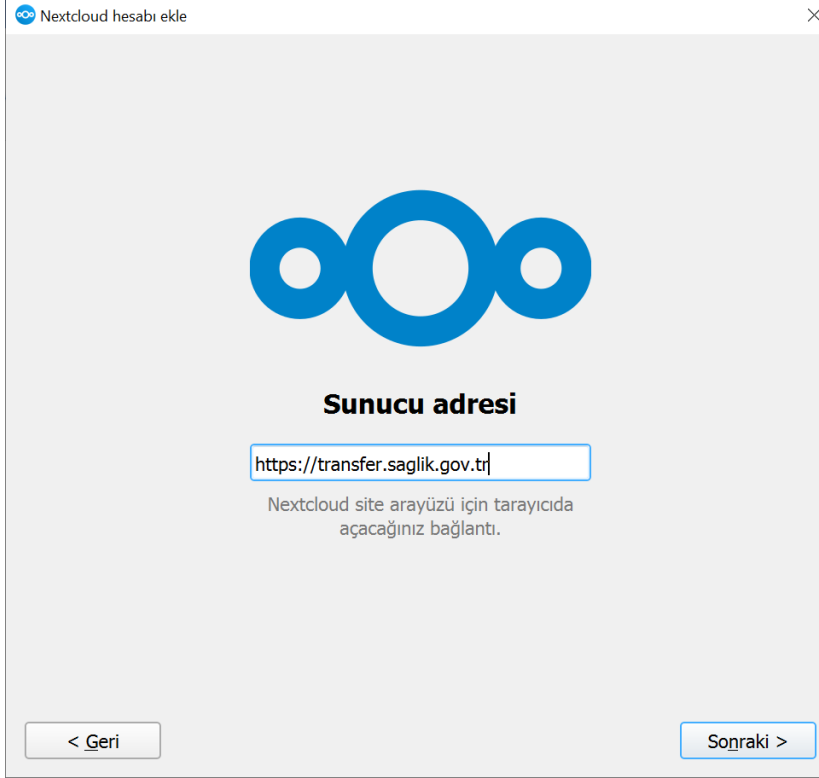 Nextcloud hesabı ekle
Sunucu adresi
https://transfer.saglik.gov.tr
Nextcloud site arayüzü için tarayıcıda
açacağınız bağlantı.
< Geri
Sonraki >